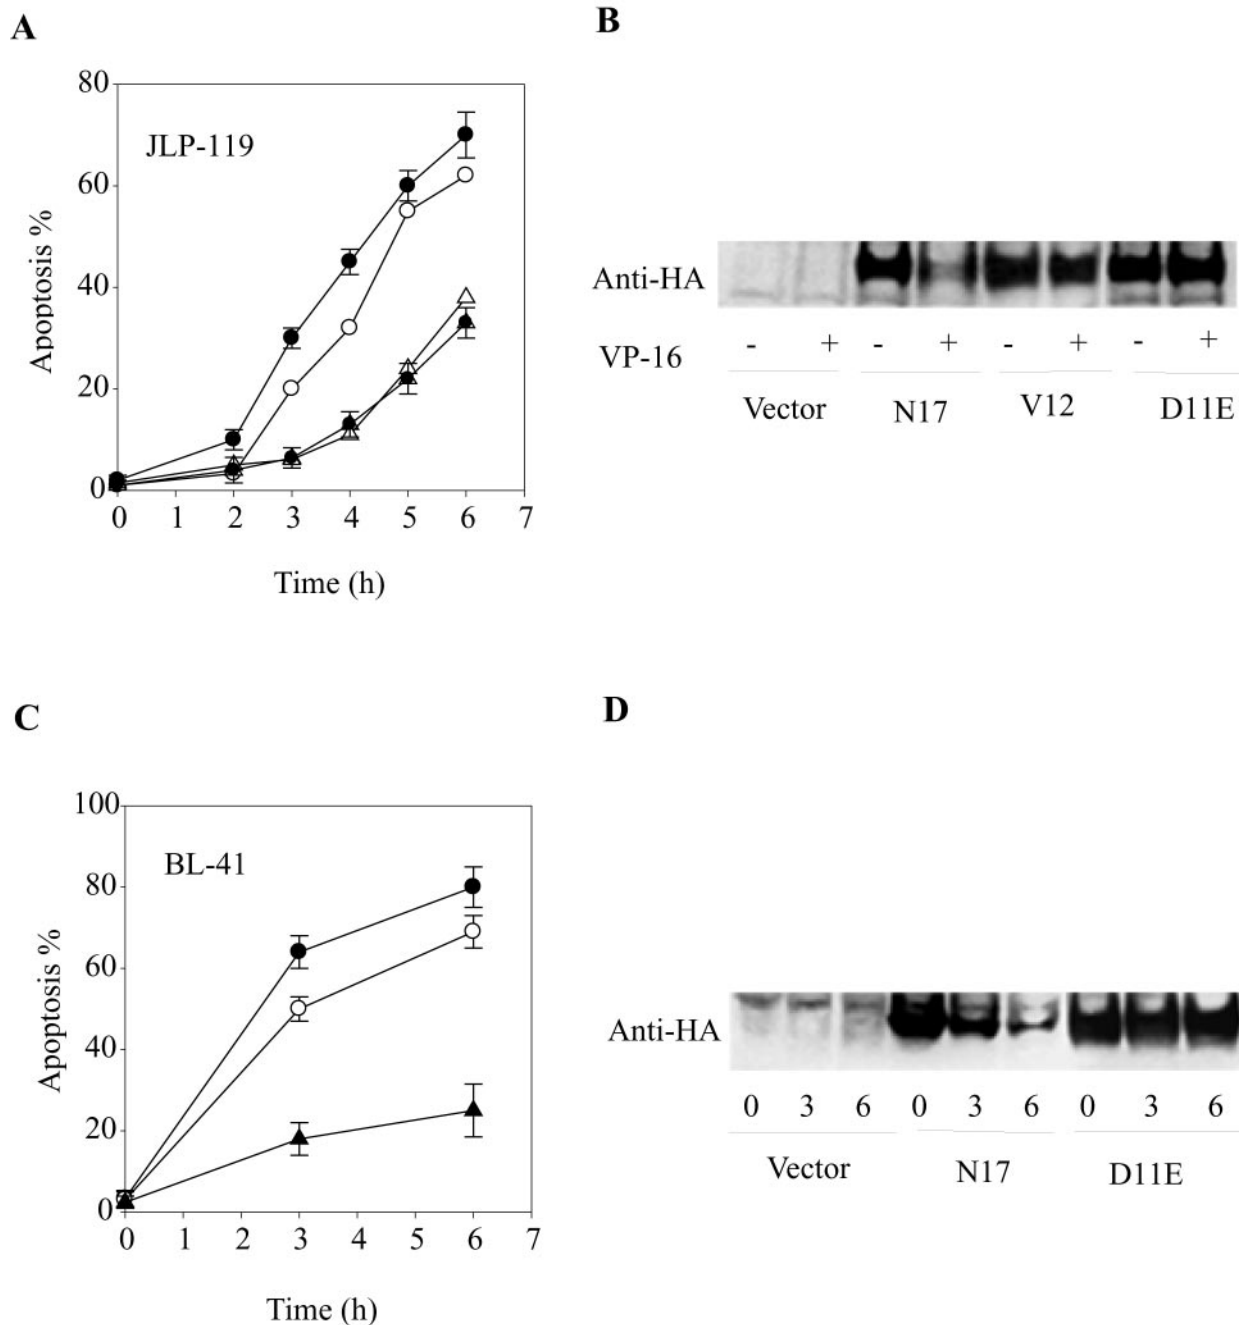 A
80
60
40
20
0
JLP-119
Apoptosis %
0 1 2 3 4 5 6 7
Time (h)
B
Anti-HA
VP-16 - + - + - + - +
Vector N17 V12 D11E
C
100
80
60
40
20
0
BL-41
Apoptosis %
0 1 2 3 4 5 6 7
Time (h)
D
Anti-HA
0 3 6 0 3 6 0 3 6
Vector N17 D11E